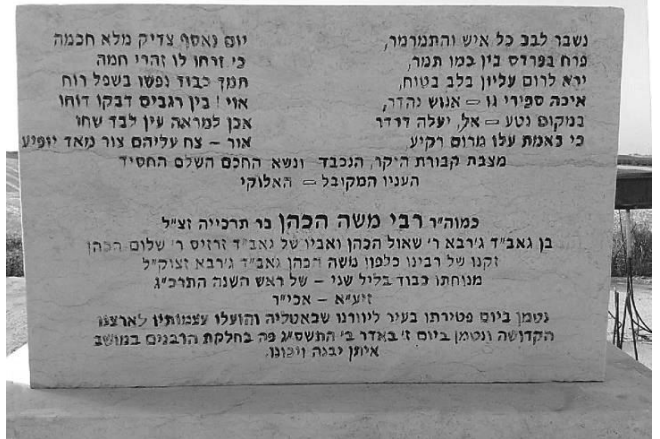 נשבר לבב כל איש והתמרמר, יום נאסף צדיק מלא חכמה
פרח בפרדס בין כמו תמר, כי זרחו לו זהרי חמה
ירא לרום עליון בלב בטוח, תמך כבוד נפשו בשפל רוח
איכה ספירי גו – אנוש נהדר, אוי! בין רגבים דבקו זוחו
במקום נטע – אל, יעלה דרדר אכן למראה עין לבד שחו
כי באמת עלו מרום רקיע, אור – צח עליהם צור מאד יופיע
מצבת קבורת היקר, הנכבד ונשא החכם השלם החסיד
העניו המקובל – האלוקי
כמוה"ר רבי משה הכהן בר תרכייה זצ"ל
בן גאב"ד ג'רבא ר' שאול הכהן ואביו של גאב"ד זרזיס ר' שלום הכהן
זקנו של רבינו כלפון משה הכהן גאב"ד ג'רבא זצוק"ל
מנוחתו כבוד בליל שני – של ראש השנה התרכ"ג
זיע"א – אכי"ר
נטמן ביום פטירתו בעיר ליוורנו שבאטליה והועלו עצמותיו לארצנו
הקדושה ונטמן ביום ז' באדר ב' התשס"ג פה בחלקת הרבנים במושב
איתן יבנה ויכונן.